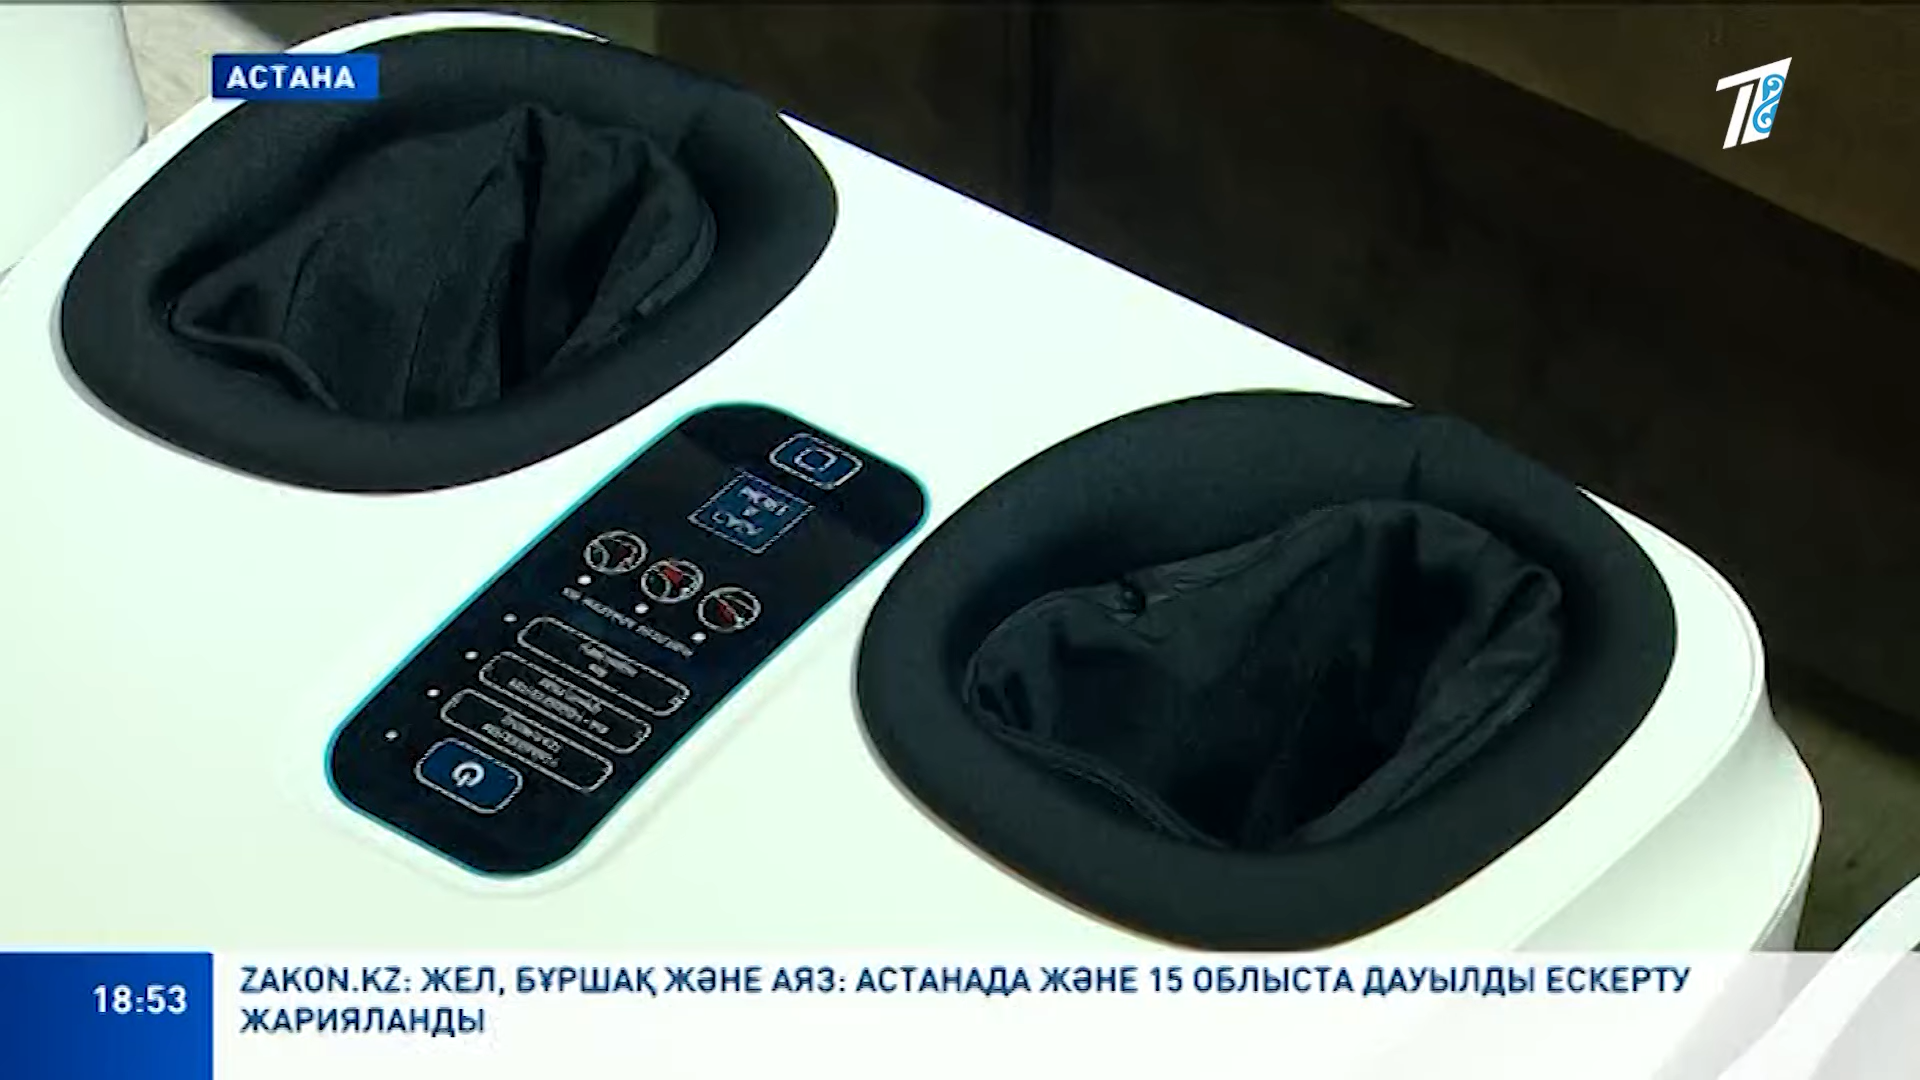 АСТАНА
18:53
ZAKON.KZ: ЖЕЛ, БҰРШАҚ ЖӘНЕ АЯЗ: АСТАНАДА ЖӘНЕ 15 ОБЛЫСТА ДАУЫЛДЫ ЕСКЕРТУ
ЖАРИЯЛАНДЫ